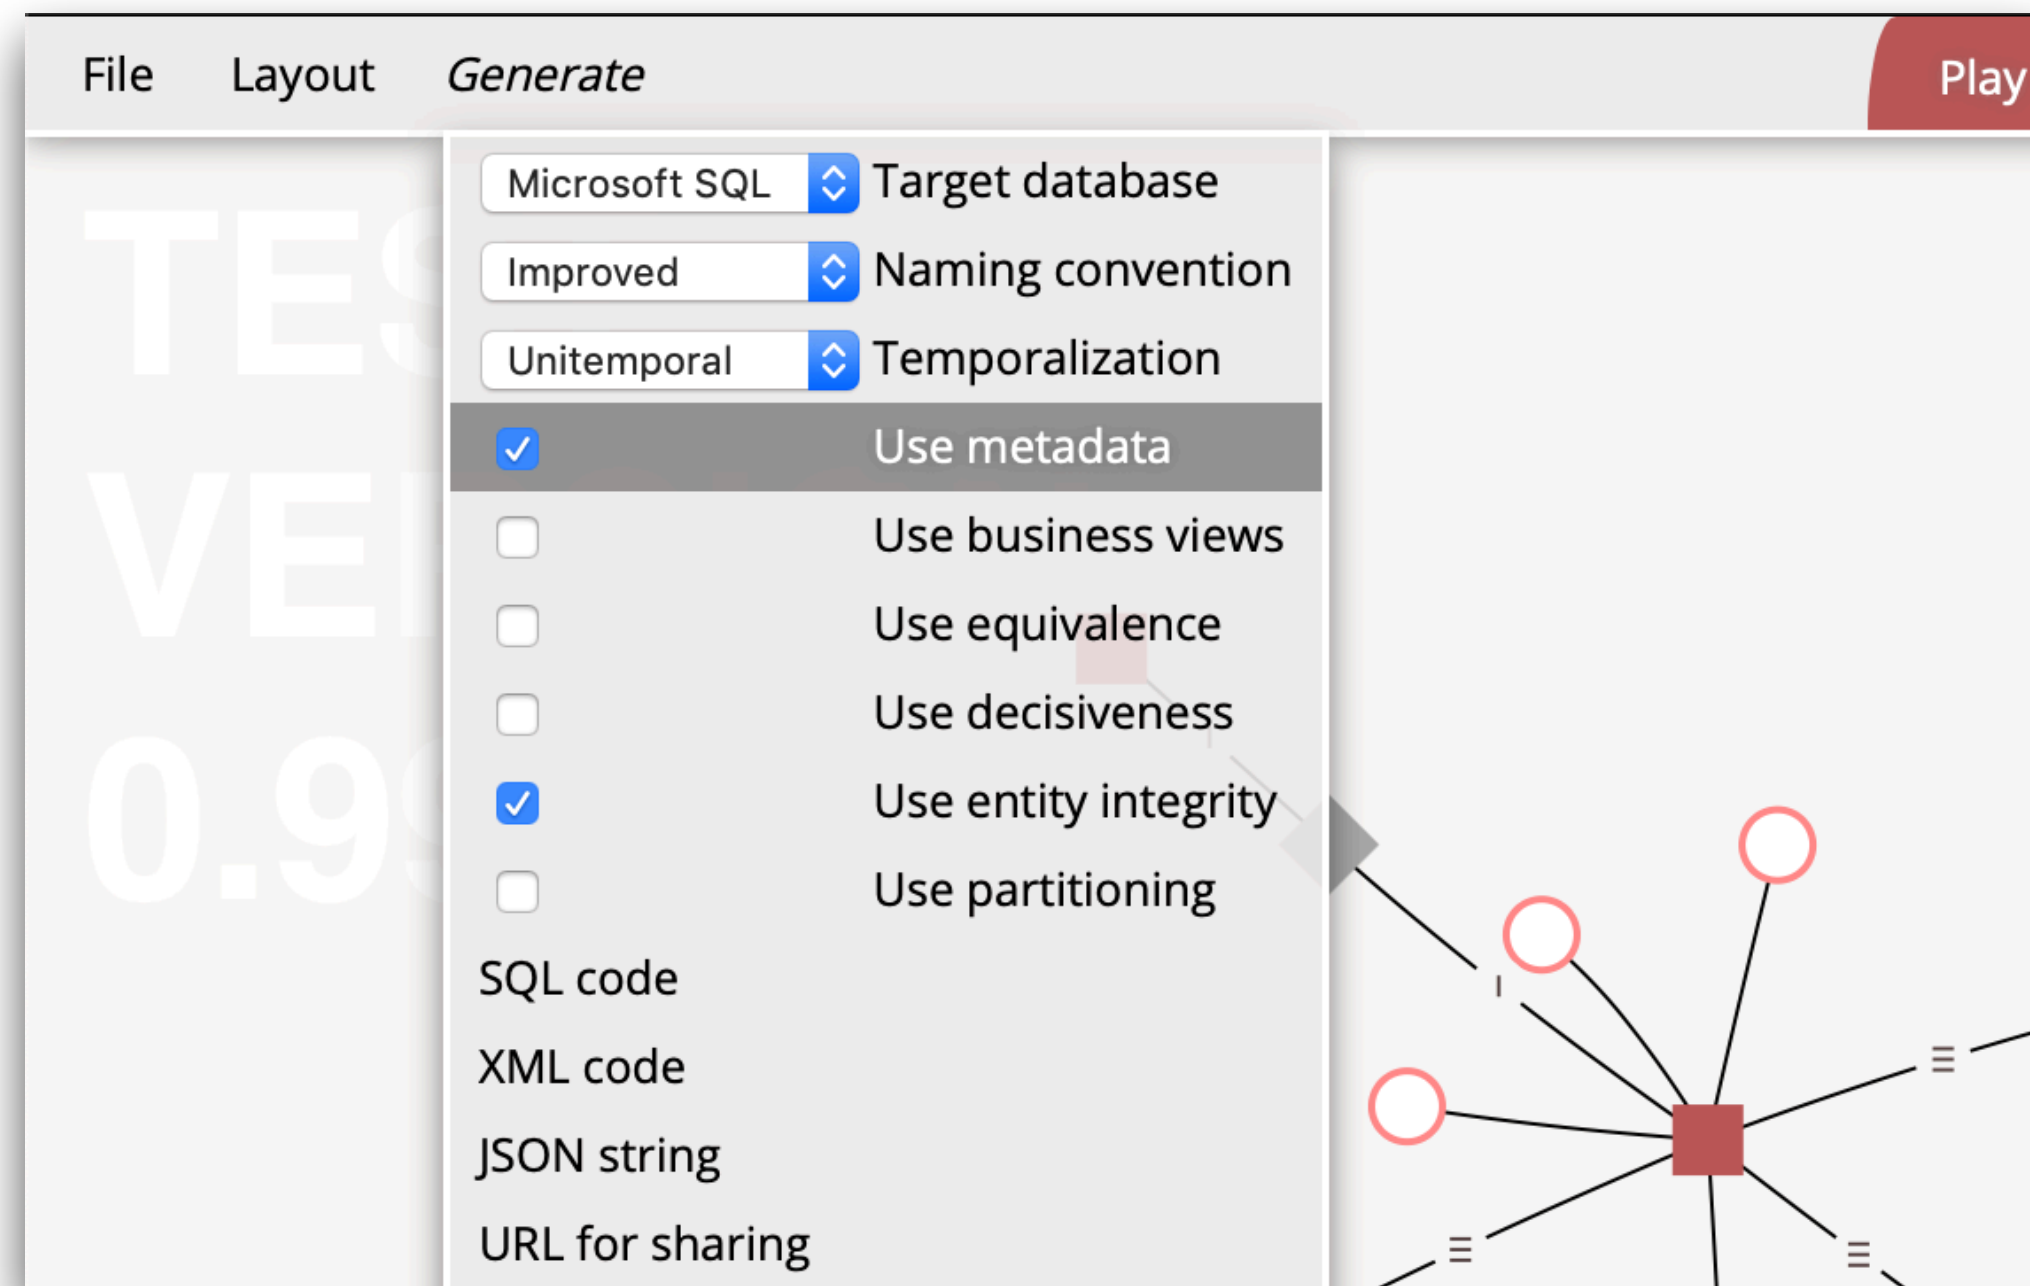 File Layout Generate Play
Microsoft SQL Target database
Improved Naming convention
Unitemporal Temporalization
Use metadata
Use business views
Use equivalence
Use decisiveness
Use entity integrity
Use partitioning
SQL code
XML code
JSON string
URL for sharing